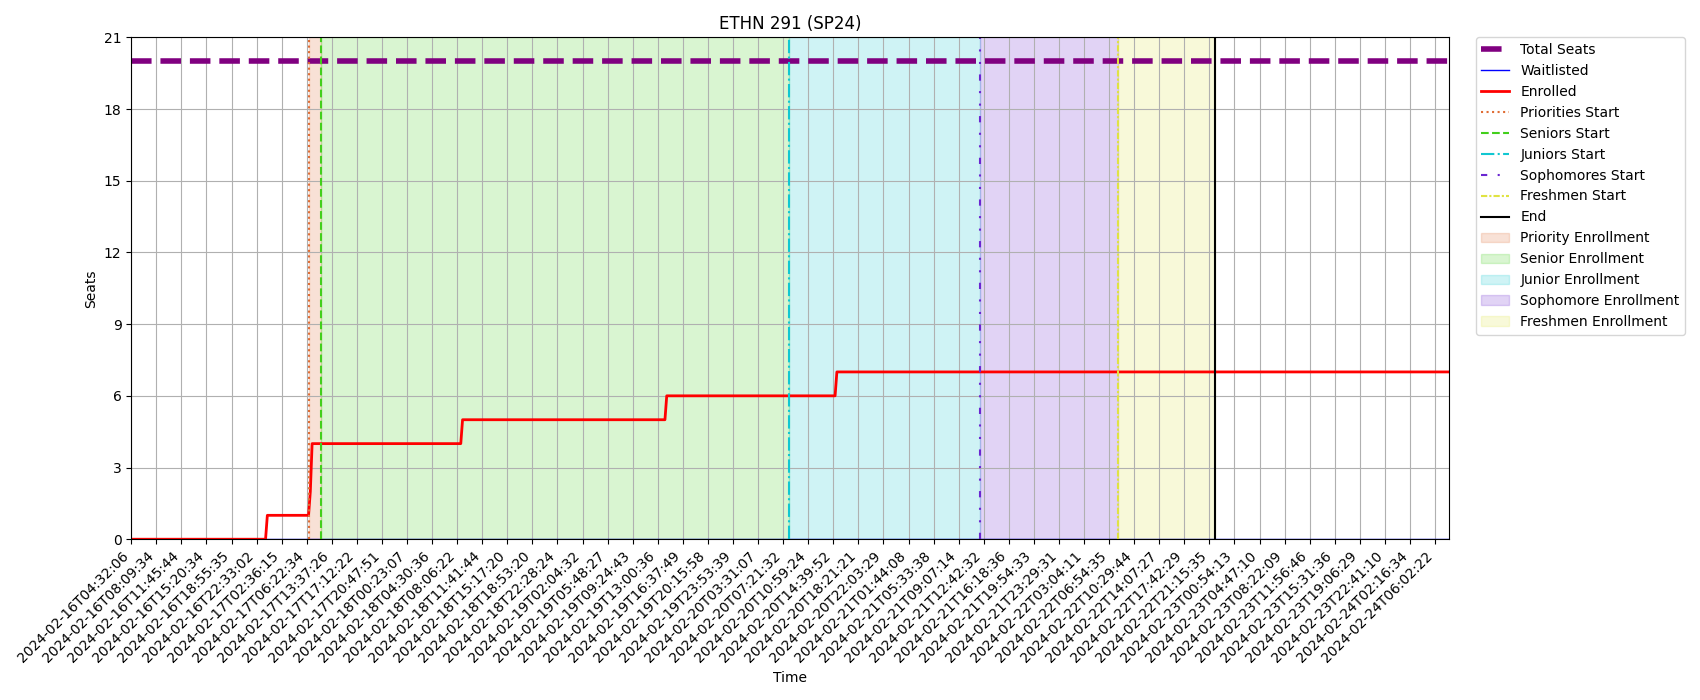 ETHN 291 (SP24)
21
18
15
12
9
6
3
0
Seats
2024-02-16T04:32:06
2024-02-16T08:09:34
2024-02-16T11:45:44
2024-02-16T15:20:34
2024-02-16T18:55:35
2024-02-16T22:33:02
2024-02-17T02:36:15
2024-02-17T06:22:34
2024-02-17T13:37:26
2024-02-17T17:12:22
2024-02-17T20:47:51
2024-02-18T00:23:07
2024-02-18T04:30:36
2024-02-18T08:06:22
2024-02-18T11:41:44
2024-02-18T15:17:20
2024-02-18T18:53:20
2024-02-18T22:28:24
2024-02-19T02:04:32
2024-02-19T05:48:27
2024-02-19T09:24:43
2024-02-19T13:00:36
2024-02-19T16:37:49
2024-02-19T20:15:58
2024-02-19T23:53:39
2024-02-20T03:31:07
2024-02-20T07:21:32
2024-02-20T10:59:24
2024-02-20T14:39:52
2024-02-20T18:21:21
2024-02-20T22:03:29
2024-02-21T01:44:08
2024-02-21T05:33:38
2024-02-21T09:07:14
2024-02-21T12:42:32
2024-02-21T16:18:36
2024-02-21T19:54:33
2024-02-21T23:29:31
2024-02-22T03:04:11
2024-02-22T06:54:35
2024-02-22T10:29:44
2024-02-22T14:07:27
2024-02-22T17:42:29
2024-02-22T21:15:35
2024-02-23T00:54:13
2024-02-23T04:47:10
2024-02-23T08:22:09
2024-02-23T11:56:46
2024-02-23T15:31:36
2024-02-23T19:06:29
2024-02-23T22:41:10
2024-02-24T02:16:34
2024-02-24T06:02:22
Time
Total Seats
Waitlisted
Enrolled
Priorities Start
Seniors Start
Juniors Start
Sophomores Start
Freshmen Start
End
Priority Enrollment
Senior Enrollment
Junior Enrollment
Sophomore Enrollment
Freshmen Enrollment